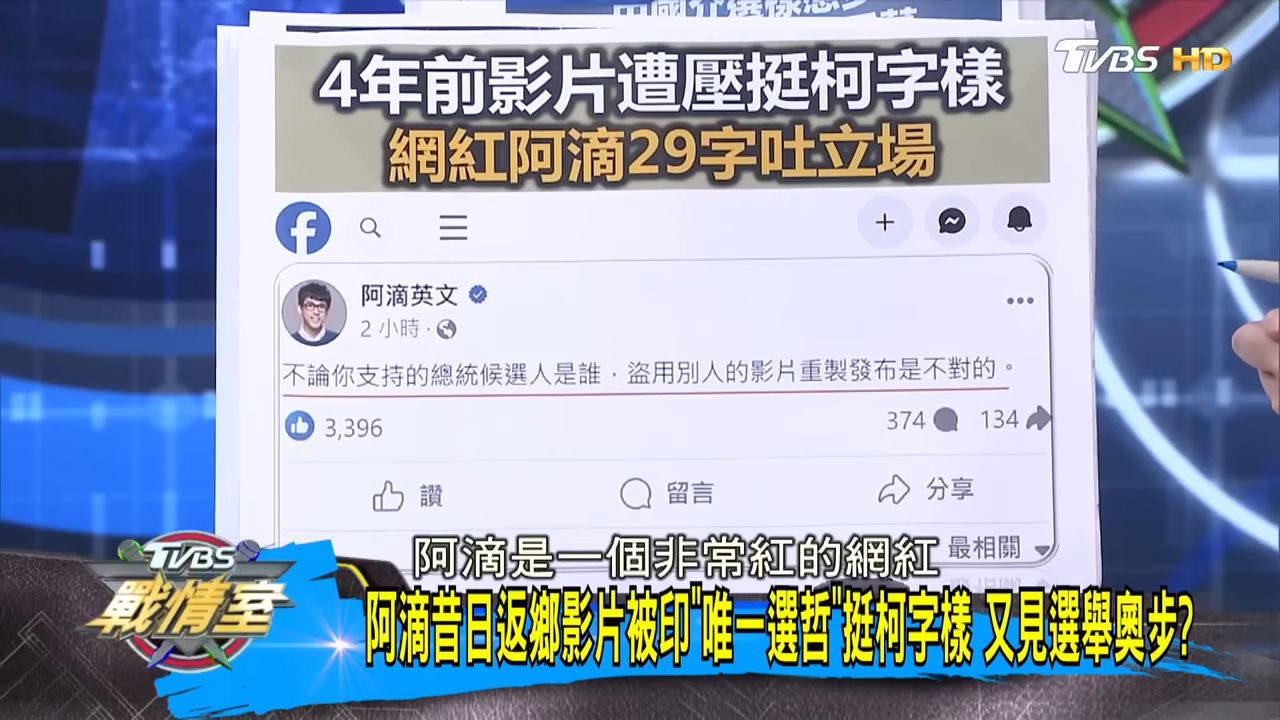 TVBS HD
4年前影片遭壓挺柯字樣
網紅阿滴29字吐立場
阿滴英文
2 小時
不論你支持的總統候選人是誰，盜用別人的影片重製發布是不對的。
3,396
374
134
讚
留言
分享
最相關
阿滴是一個非常紅的網紅
TVBS
戰情室
阿滴昔日返鄉影片被印"唯一選哲"挺柯字樣 又見選舉奧步?